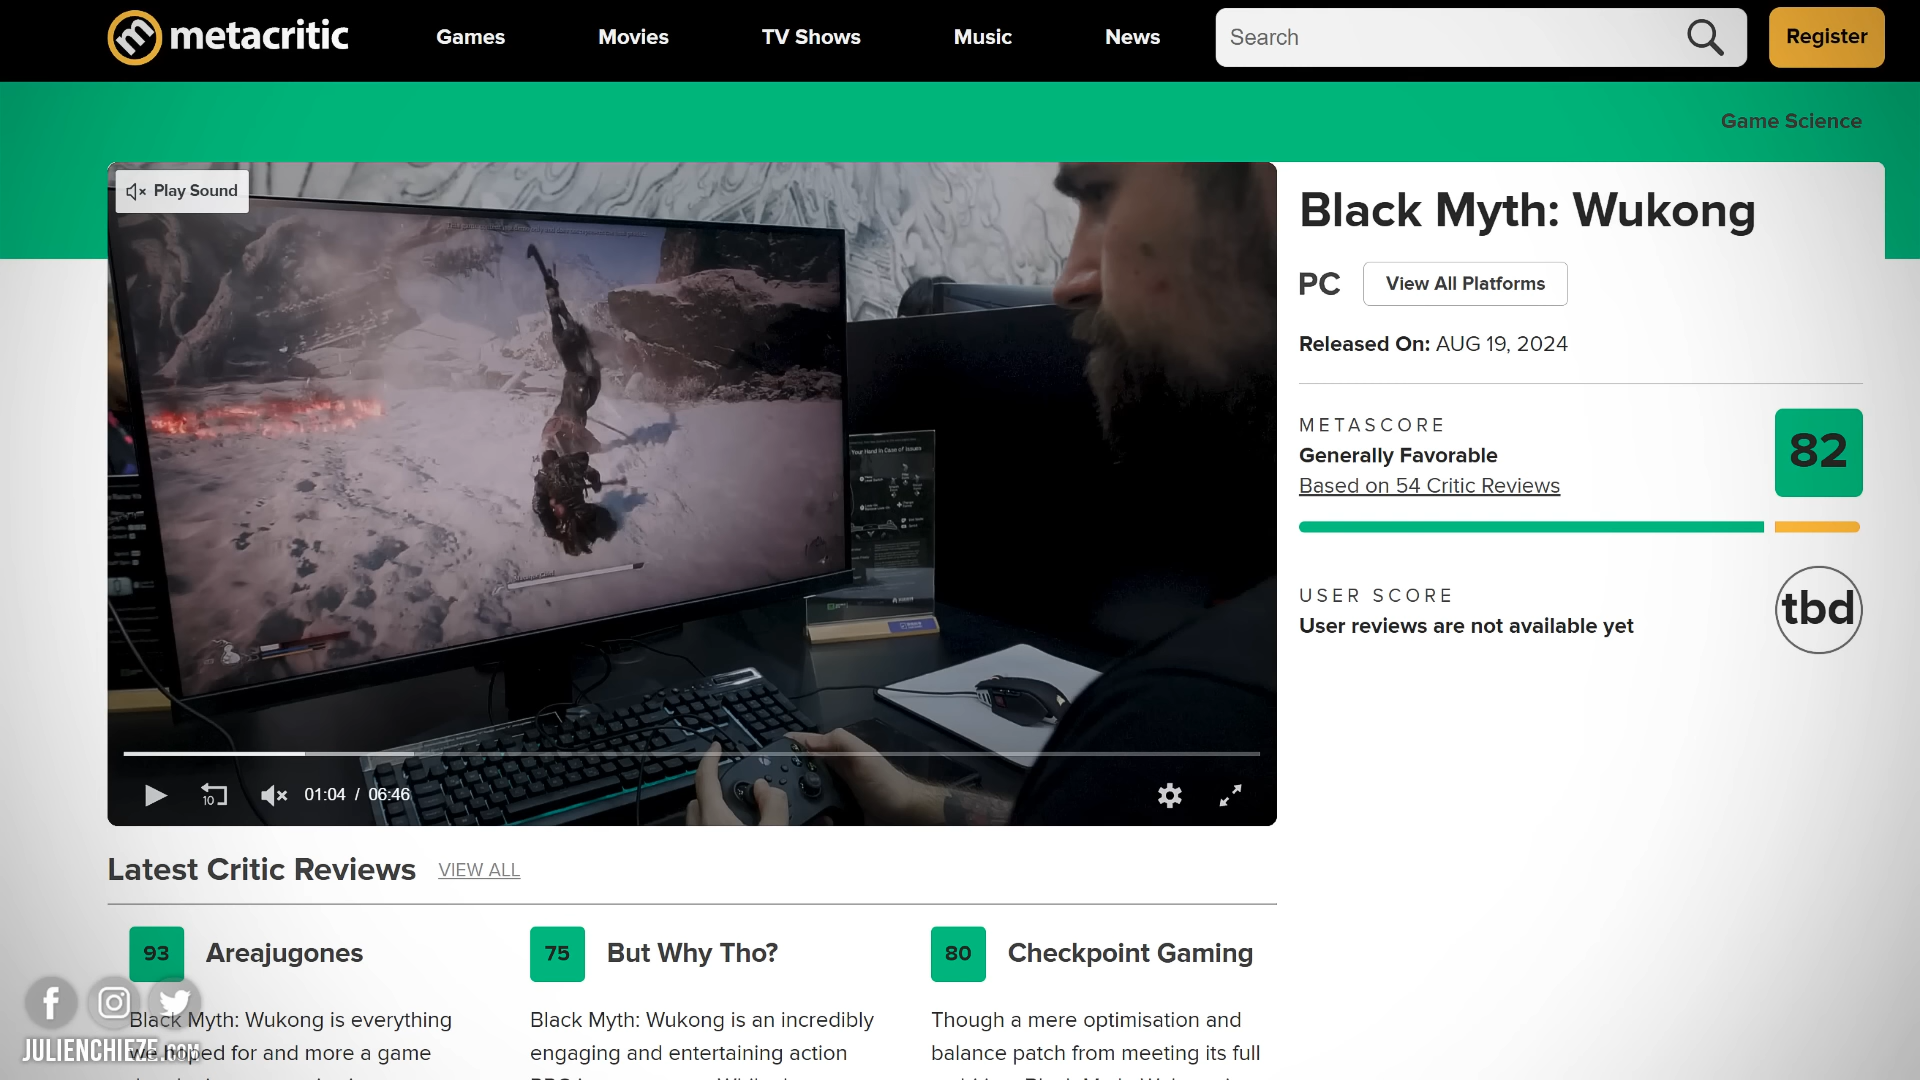 metacritic
Games
Movies
TV Shows
Music
News
Search
Register
Game Science
Play Sound
Black Myth: Wukong
PC
View All Platforms
Released On: AUG 19, 2024
METASCORE
Generally Favorable
Based on 54 Critic Reviews
82
USER SCORE
User reviews are not available yet
tbd
10
01:04 / 06:46
Latest Critic Reviews
VIEW ALL
93
Areajugones
Black Myth: Wukong is everything
we hoped for and more a game
75
But Why Tho?
Black Myth: Wukong is an incredibly
engaging and entertaining action
80
Checkpoint Gaming
Though a mere optimisation and
balance patch from meeting its full
JULIENCHIEZE.COM